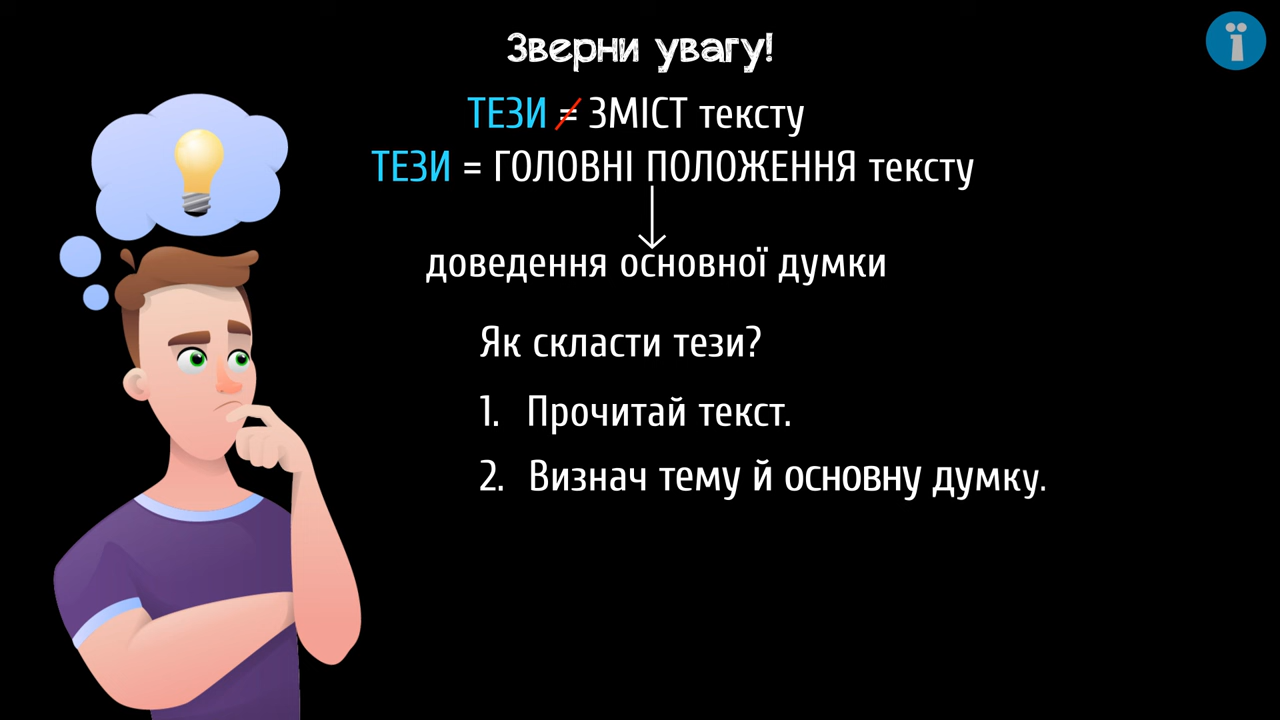 Зверни увагу!
ї
ТЕЗИ ≠ ЗМІСТ тексту
ТЕЗИ = ГОЛОВНІ ПОЛОЖЕННЯ тексту
доведення основної думки
Як скласти тези?
1. Прочитай текст.
2. Визнач тему й основну думку.